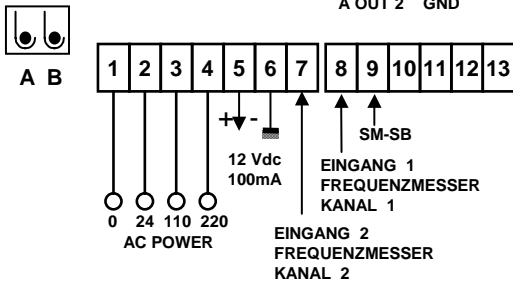 A OUT 2 GND
A B
1 2 3 4 5 6 7 8 9 10 11 12 13
+ -
SM-SB
12 Vdc
100mA
EINGANG 1
FREQUENZMESSER
KANAL 1
0 24 110 220
AC POWER
EINGANG 2
FREQUENZMESSER
KANAL 2